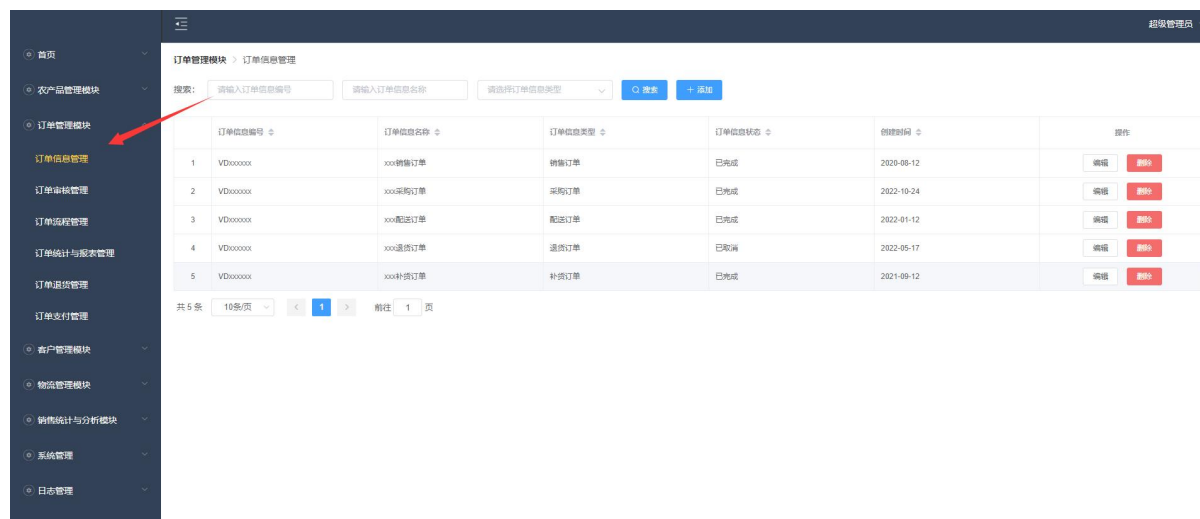 超级管理员
首页
农产品管理模块
订单管理模块
订单信息管理
订单审核管理
订单流程管理
订单统计与报表管理
订单退货管理
订单支付管理
客户管理模块
物流管理模块
销售统计与分析模块
系统管理
日志管理
订单管理模块 > 订单信息管理
搜索: 请输入订单信息编号 请输入订单信息名称 请选择订单信息类型 搜索 + 添加
订单信息编号 订单信息名称 订单信息类型 订单信息状态 创建时间 操作
1 VDxxxxxx xxx销售订单 销售订单 已完成 2020-08-12 编辑 删除
2 VDxxxxxx xxx采购订单 采购订单 已完成 2022-10-24 编辑 删除
3 VDxxxxxx xxx配送订单 配送订单 已完成 2022-01-12 编辑 删除
4 VDxxxxxx xxx退货订单 退货订单 已取消 2022-05-17 编辑 删除
5 VDxxxxxx xxx补货订单 补货订单 已完成 2021-09-12 编辑 删除
共 5 条 10条/页 < 1 > 前往 1 页